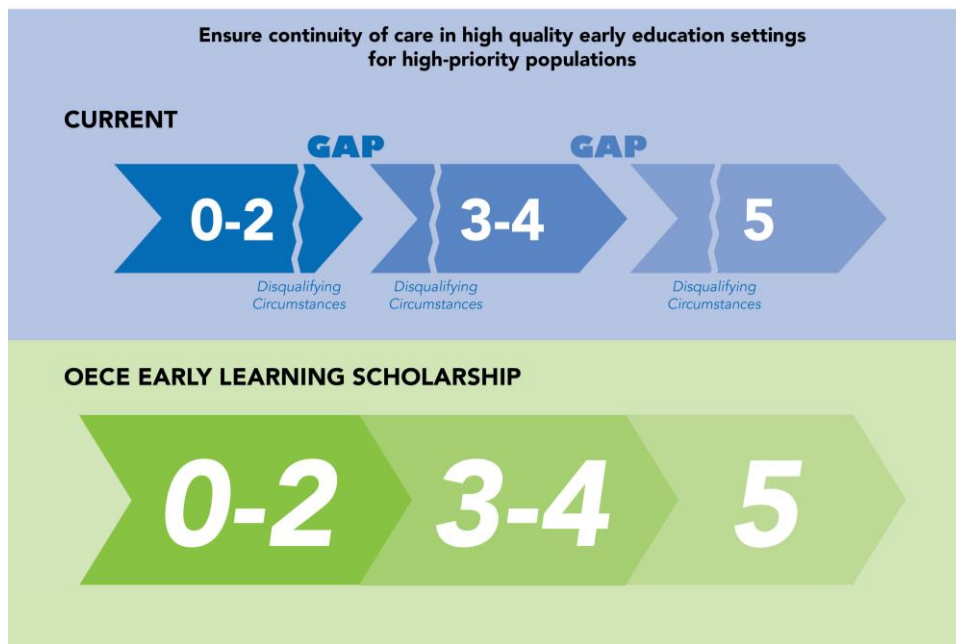 Ensure continuity of care in high quality early education settings
for high-priority populations
CURRENT
GAP
GAP
0-2
3-4
5
Disqualifying
Circumstances
Disqualifying
Circumstances
Disqualifying
Circumstances
OECE EARLY LEARNING SCHOLARSHIP
0-2
3-4
5